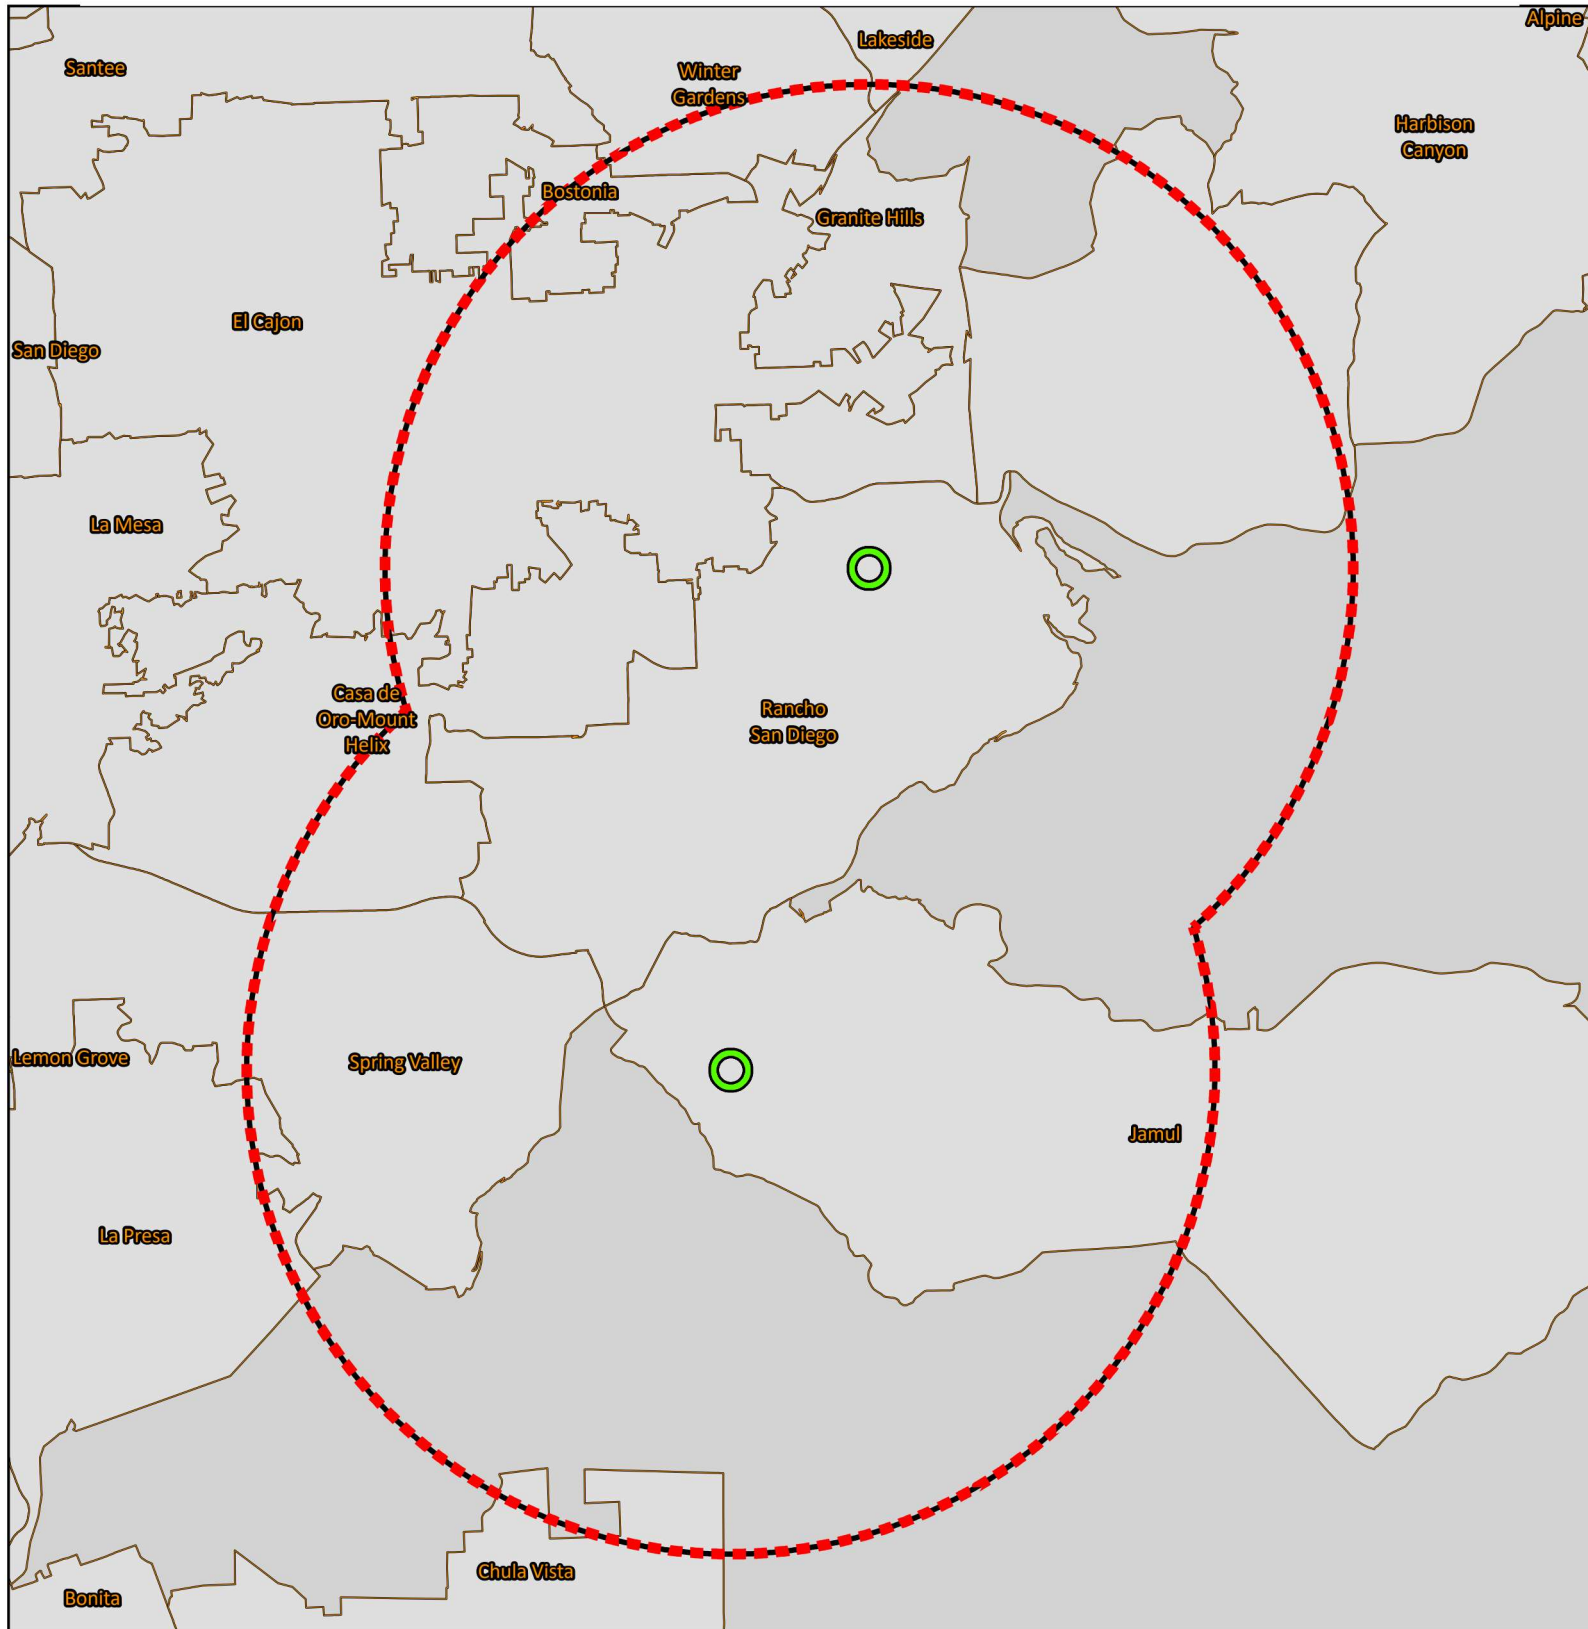 Alpine
Lakeside
Santee
Winter
Gardens
Harbison
Canyon
Bostonia
Granite Hills
El Cajon
San Diego
La Mesa
Casa de
Oro-Mount
Helix
Rancho
San Diego
Lemon Grove
Spring Valley
Jamul
La Presa
Chula Vista
Bonita